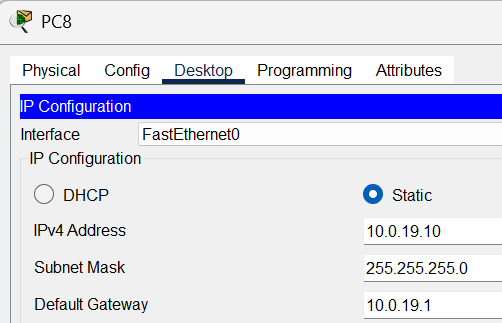 PC8
Physical Config Desktop Programming Attributes
IP Configuration
Interface FastEthernet0
IP Configuration
DHCP Static
IPv4 Address 10.0.19.10
Subnet Mask 255.255.255.0
Default Gateway 10.0.19.1